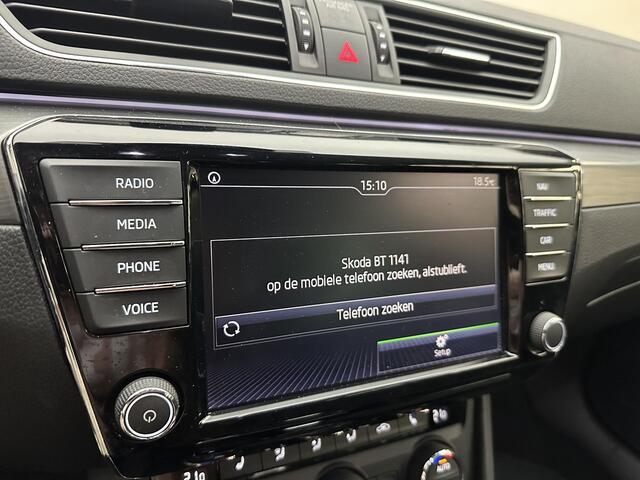 RADIO
MEDIA
PHONE
VOICE
15:10
18.5°C
Skoda BT 1141
op de mobiele telefoon zoeken, alstublieft.
Telefoon zoeken
Setup
NAV
TRAFFIC
CAR
MENU
AUTO